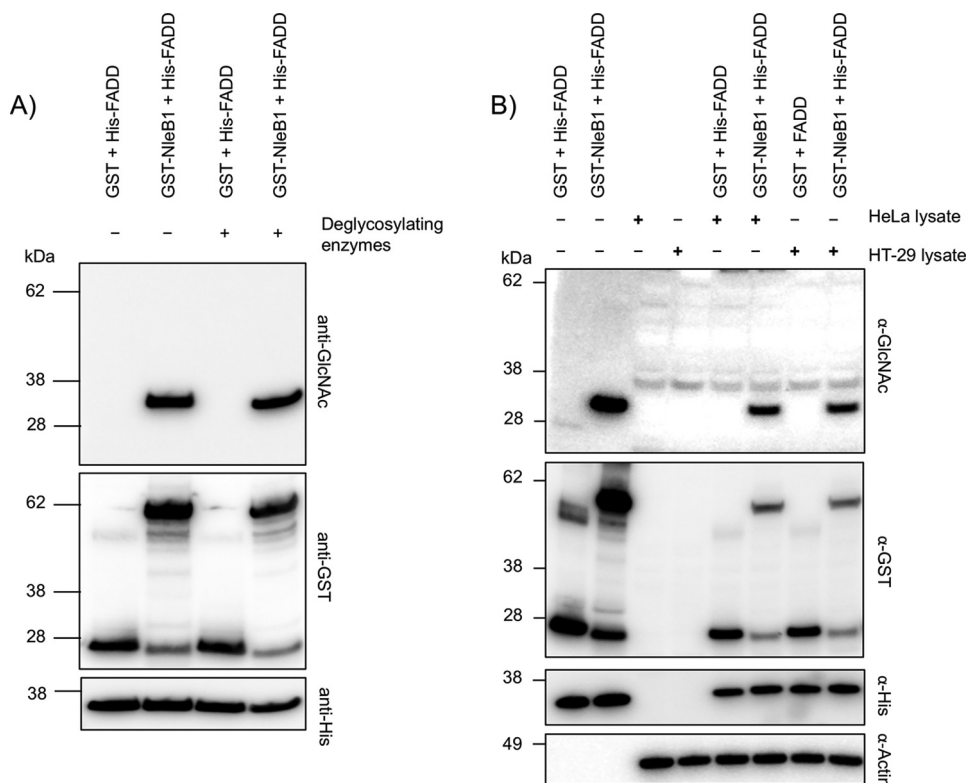 A)
GST + His-FADD
GST-NleB1 + His-FADD
GST + His-FADD
GST-NleB1 + His-FADD
– – + +
Deglycosylating
enzymes
kDa
62
38
28
anti-GlcNAc
62
38
28
anti-GST
38
anti-His
B)
GST + His-FADD
GST-NleB1 + His-FADD
GST + His-FADD
GST-NleB1 + His-FADD
GST + FADD
GST-NleB1 + His-FADD
– – + – + + – –
HeLa lysate
– – – + – – + +
HT-29 lysate
kDa
62
38
28
α-GlcNAc
62
38
28
α-GST
38
α-His
49
α-Actin